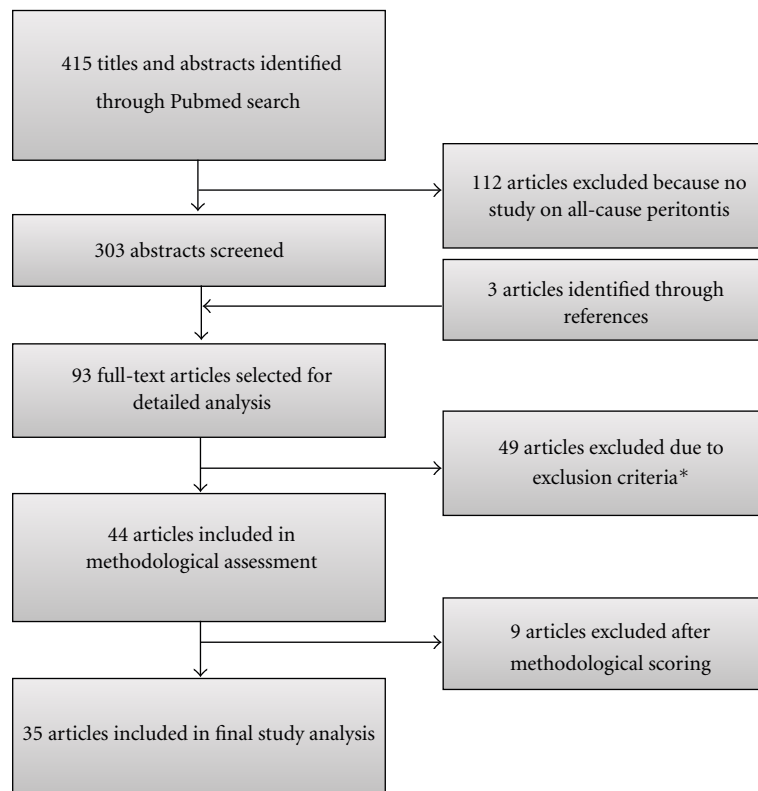 415 titles and abstracts identified
through Pubmed search
112 articles excluded because no
study on all-cause peritontis
303 abstracts screened
3 articles identified through
references
93 full-text articles selected for
detailed analysis
49 articles excluded due to
exclusion criteria*
44 articles included in
methodological assessment
9 articles excluded after
methodological scoring
35 articles included in final study analysis